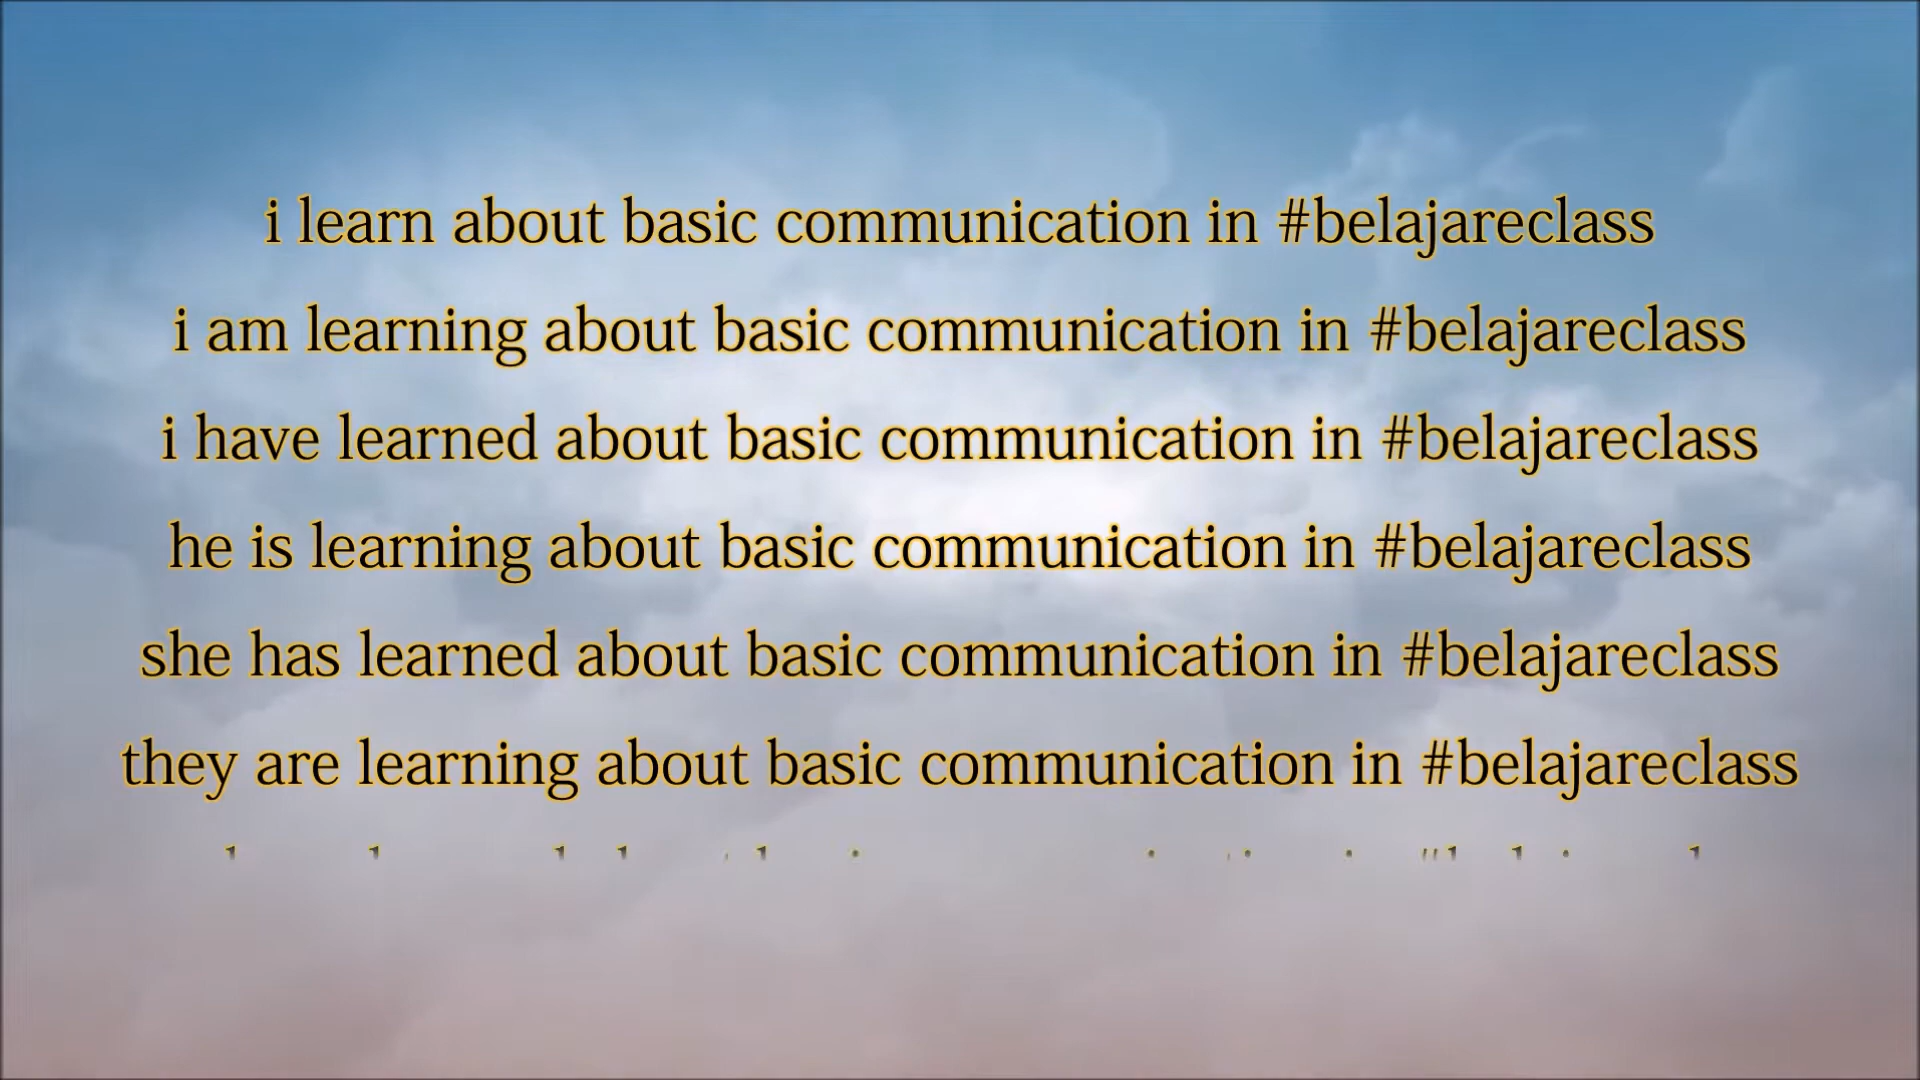 i learn about basic communication in #belajareclass
i am learning about basic communication in #belajareclass
i have learned about basic communication in #belajareclass
he is learning about basic communication in #belajareclass
she has learned about basic communication in #belajareclass
they are learning about basic communication in #belajareclass